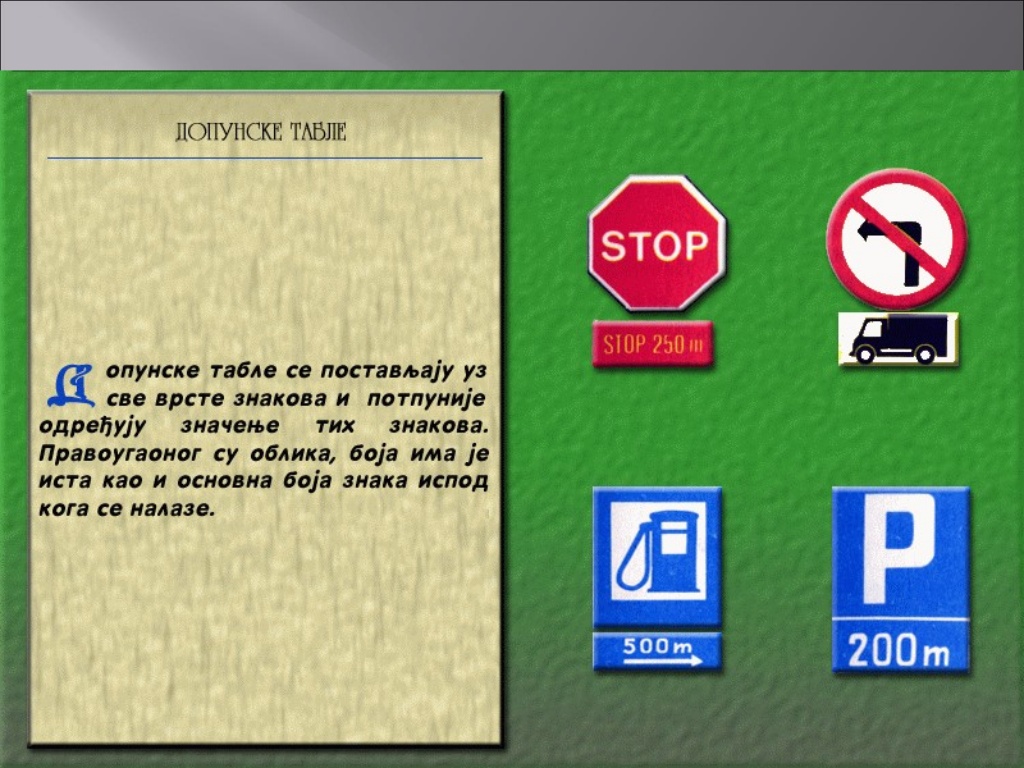 ДОПУНСКЕ ТАБЛЕ
Допунске табле се постављају уз
све врсте знакова и потпуније
одређују значење тих знакова.
Правоугаоног су облика, боја има је
иста као и основна боја знака испод
кога се налазе.
STOP
STOP 250 m
500m
P
200m